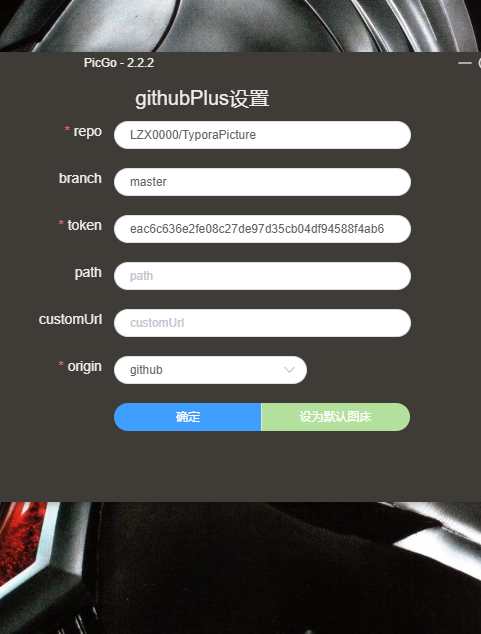 PicGo - 2.2.2
githubPlus设置
* repo LZX0000/TyporaPicture
branch master
* token eac6c636e2fe08c27de97d35cb04df94588f4ab6
path path
customUrl customUrl
* origin github
确定 设为默认图床